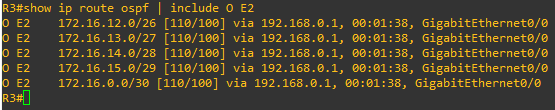 R3#show ip route ospf | include O E2
O E2    172.16.12.0/26 [110/100] via 192.168.0.1, 00:01:38, GigabitEthernet0/0
O E2    172.16.13.0/27 [110/100] via 192.168.0.1, 00:01:38, GigabitEthernet0/0
O E2    172.16.14.0/28 [110/100] via 192.168.0.1, 00:01:38, GigabitEthernet0/0
O E2    172.16.15.0/29 [110/100] via 192.168.0.1, 00:01:38, GigabitEthernet0/0
O E2    172.16.0.0/30 [110/100] via 192.168.0.1, 00:01:38, GigabitEthernet0/0
R3#